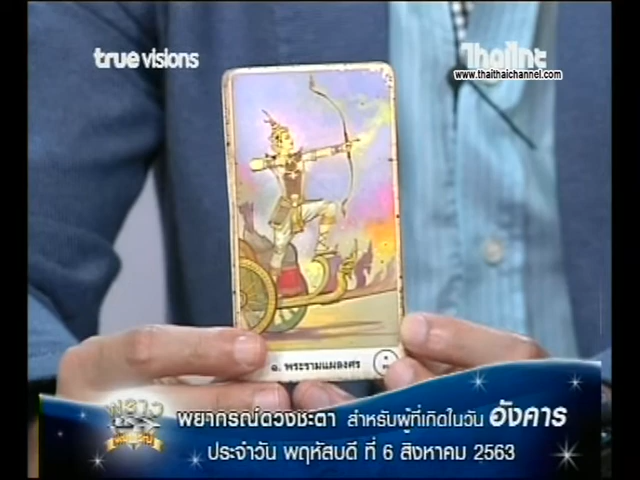 true visions
ThaiThai
www.thaithaichannel.com
๑. พระรามแผลงศร
พยากรณ์ดวงชะตา สำหรับผู้ที่เกิดในวัน อังคาร
ประจำวัน พฤหัสบดี ที่ 6 สิงหาคม 2563